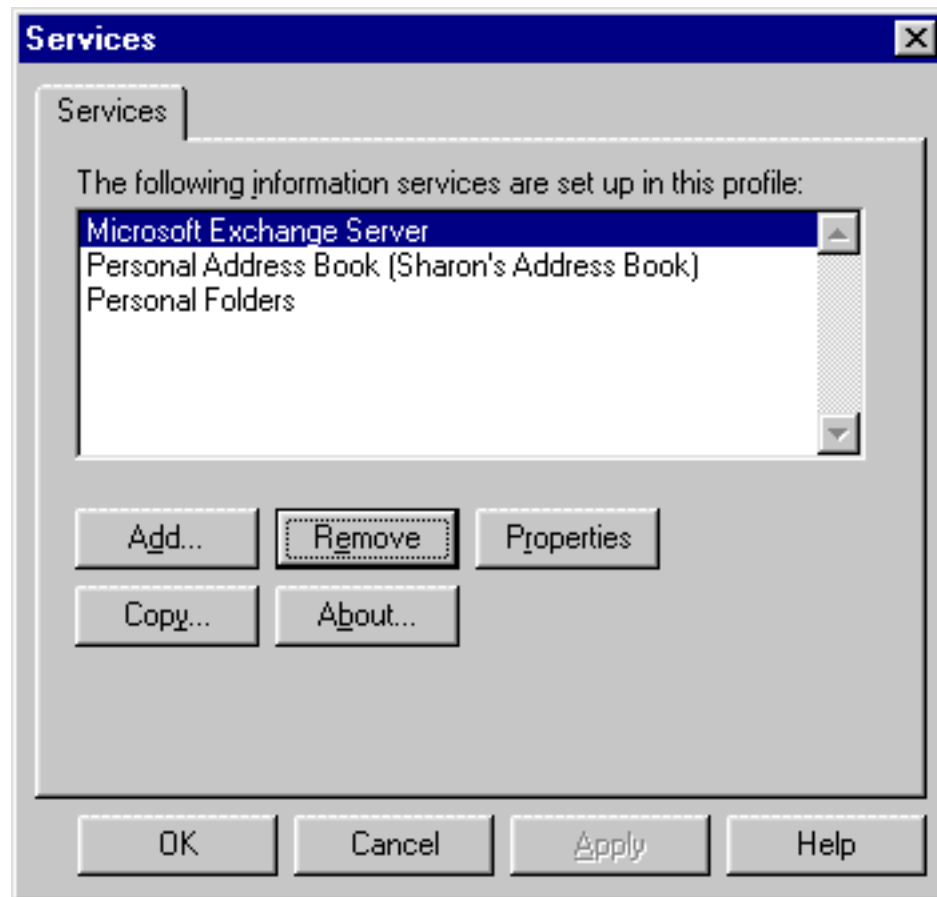 Services
Services
The following information services are set up in this profile:
Microsoft Exchange Server
Personal Address Book (Sharon's Address Book)
Personal Folders
Add... Remove Properties
Copy... About...
OK Cancel Apply Help